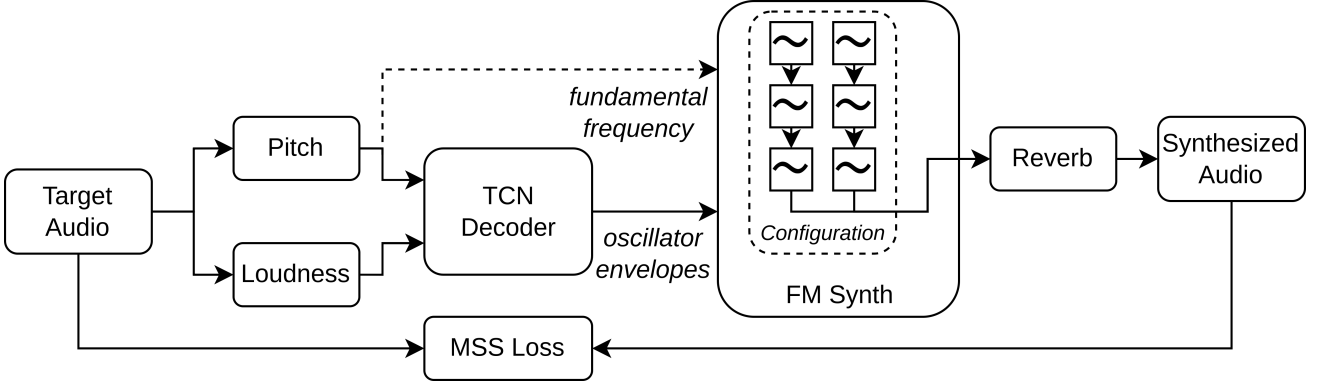 Target
Audio
Pitch
Loudness
TCN
Decoder
fundamental
frequency
oscillator
envelopes
Configuration
FM Synth
Reverb
Synthesized
Audio
MSS Loss